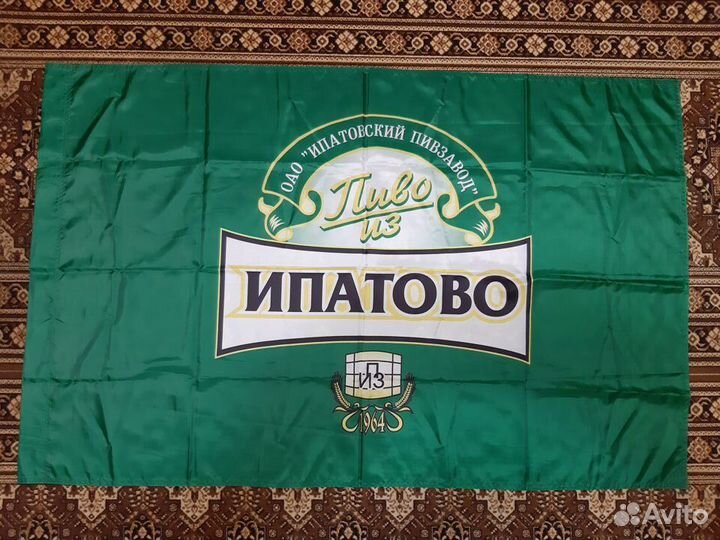 ОАО "ИПАТОВСКИЙ ПИВЗАВОД"
Пиво
из
ИПАТОВО
П
ИЗ
1964
Avito